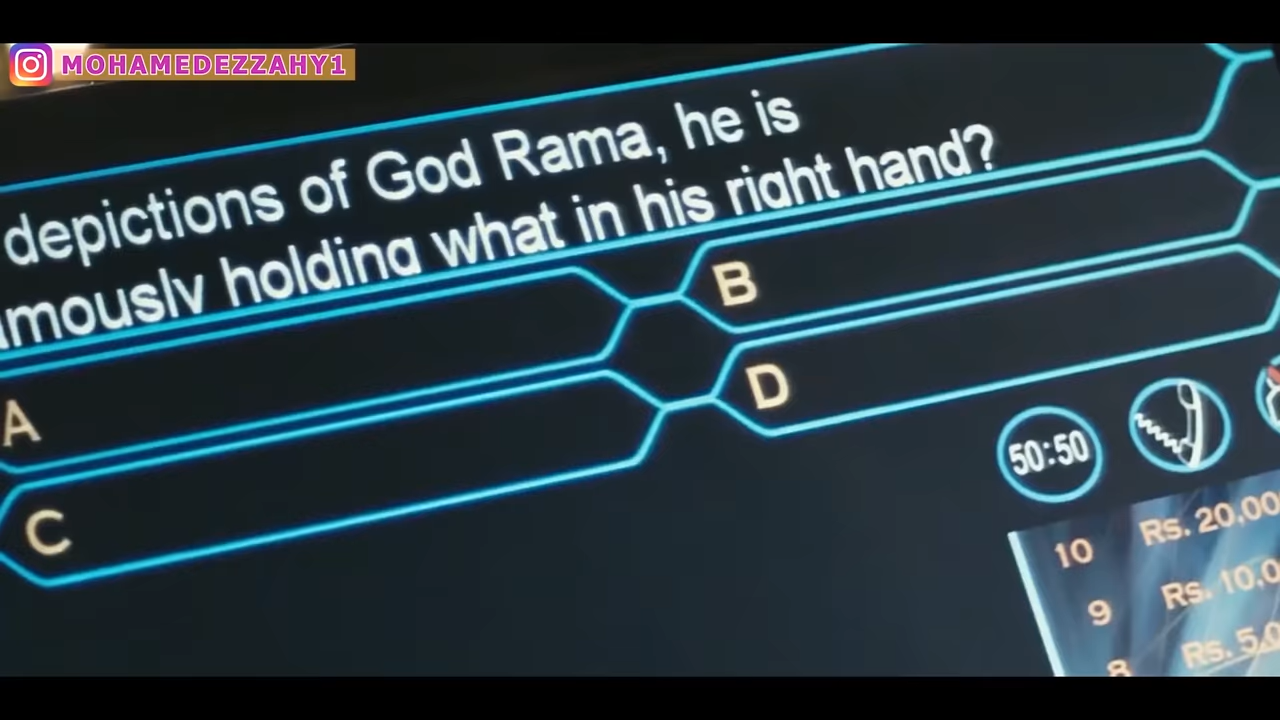 MOHAMEDEZZAHY1
depictions of God Rama, he is
mously holding what in his right hand?
A
B
C
D
50:50
10 Rs. 20,00
9 Rs. 10,0
8 Rs. 5,0